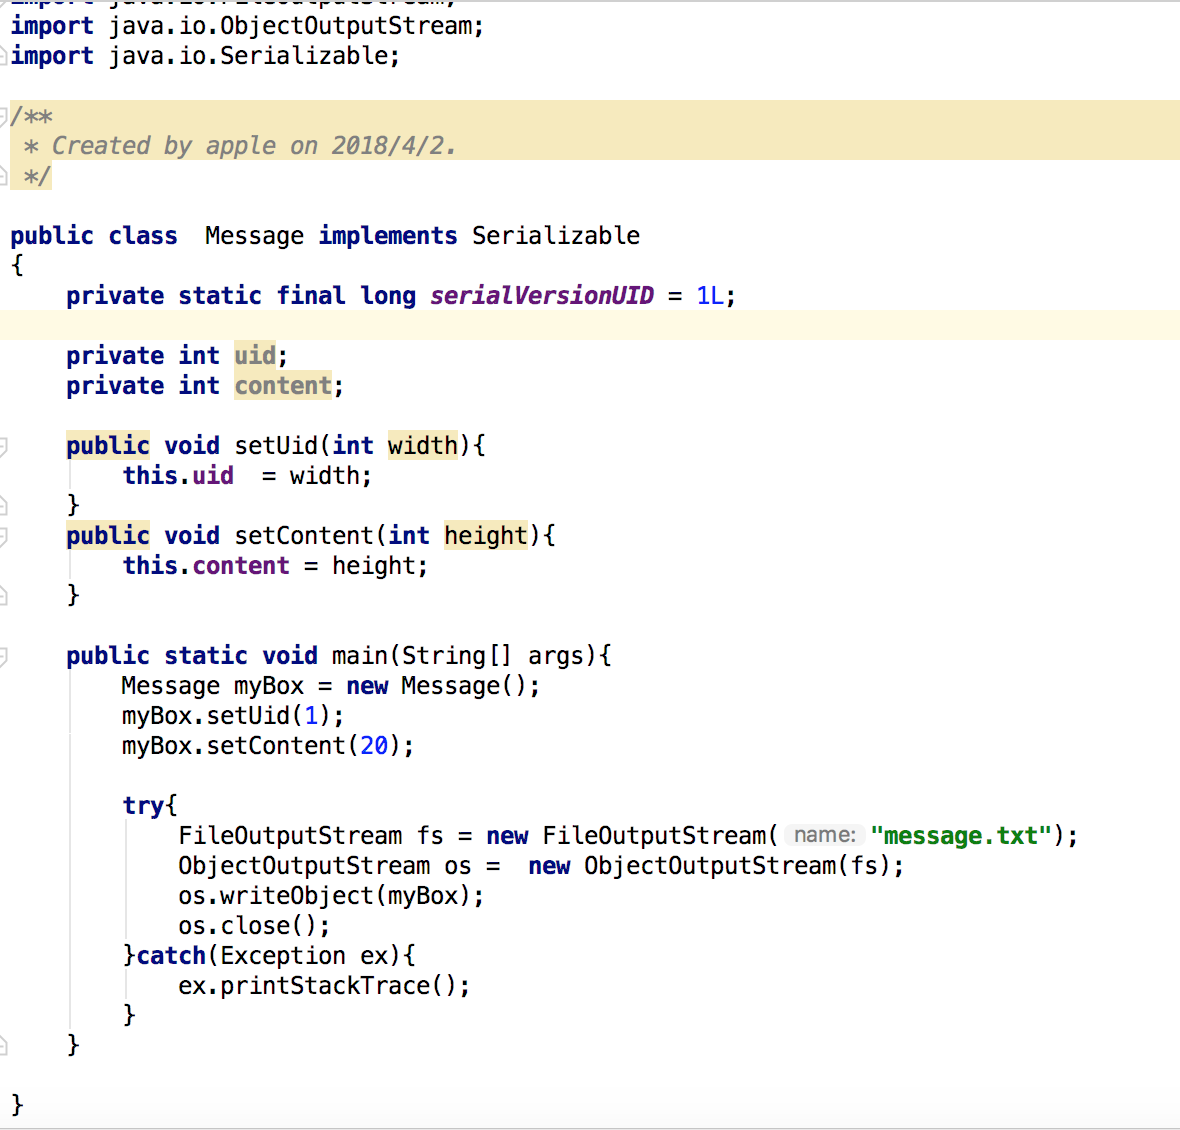 import java.io.FileOutputStream;
import java.io.ObjectOutputStream;
import java.io.Serializable;
/**
* Created by apple on 2018/4/2.
*/
public class  Message implements Serializable
{
private static final long serialVersionUID = 1L;
private int uid;
private int content;
public void setUid(int width){
this.uid  = width;
}
public void setContent(int height){
this.content = height;
}
public static void main(String[] args){
Message myBox = new Message();
myBox.setUid(1);
myBox.setContent(20);
try{
FileOutputStream fs = new FileOutputStream( name: "message.txt");
ObjectOutputStream os =  new ObjectOutputStream(fs);
os.writeObject(myBox);
os.close();
}catch(Exception ex){
ex.printStackTrace();
}
}
}